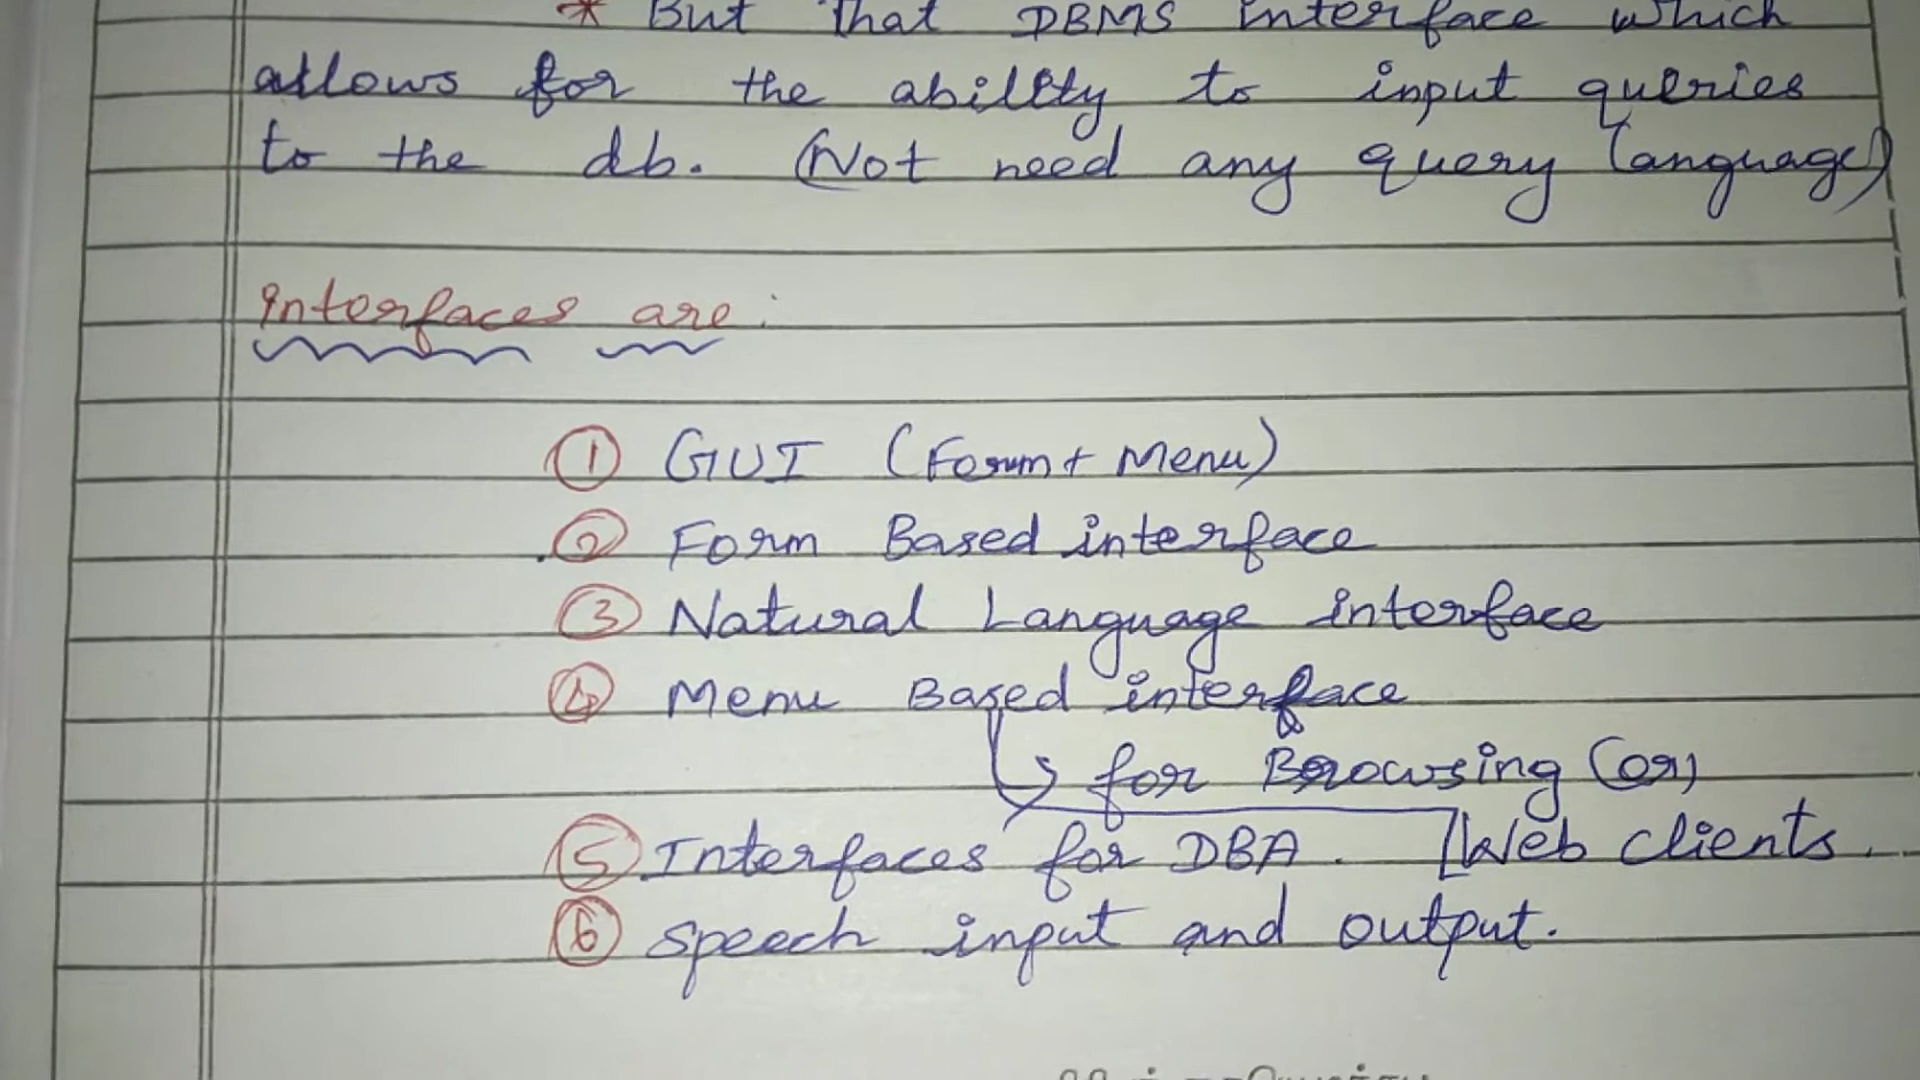 * But that DBMS interface which
allows for the ability to input queries
to the db. (Not need any query language)
Interfaces are:
① GUI (Form + Menu)
② Form Based interface
③ Natural Language interface
④ Menu Based interface
↳ for Browsing (or)
⑤ Interfaces for DBA. [Web clients.
⑥ speech input and output.